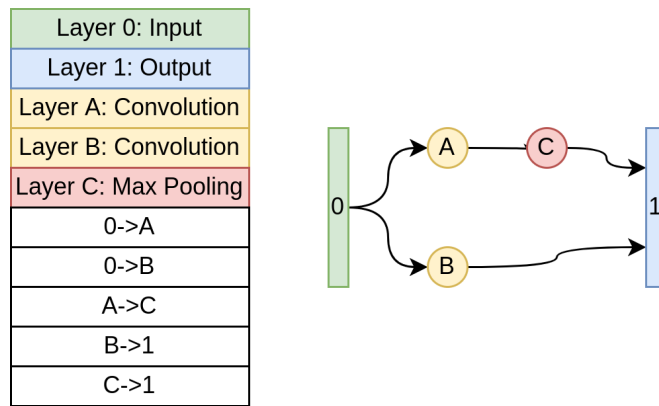 Layer 0: Input
Layer 1: Output
Layer A: Convolution
Layer B: Convolution
Layer C: Max Pooling
0->A
0->B
A->C
B->1
C->1
A
C
0
1
B